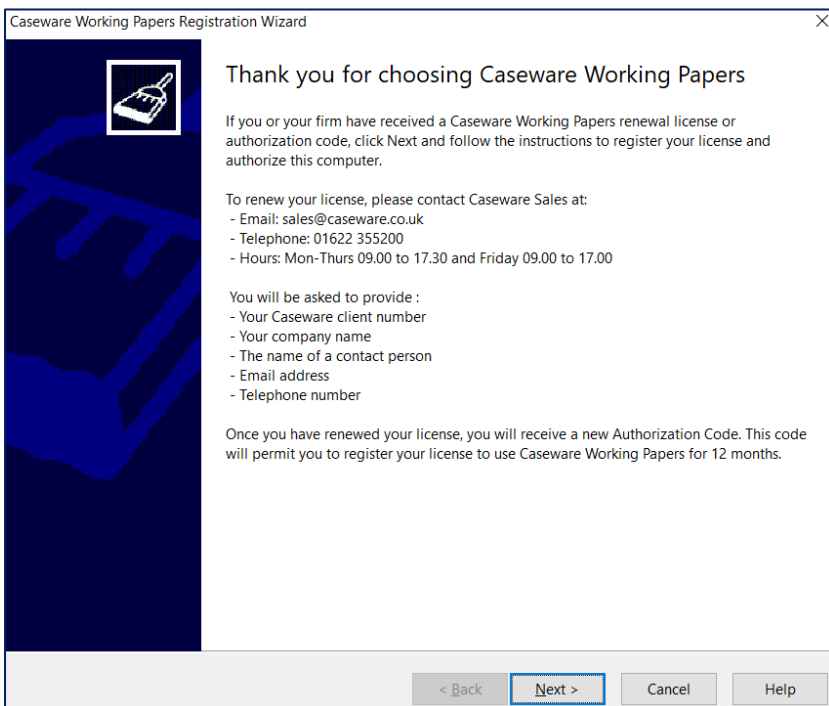 Caseware Working Papers Registration Wizard
Thank you for choosing Caseware Working Papers
If you or your firm have received a Caseware Working Papers renewal license or
authorization code, click Next and follow the instructions to register your license and
authorize this computer.
To renew your license, please contact Caseware Sales at:
- Email: sales@caseware.co.uk
- Telephone: 01622 355200
- Hours: Mon-Thurs 09.00 to 17.30 and Friday 09.00 to 17.00
You will be asked to provide :
- Your Caseware client number
- Your company name
- The name of a contact person
- Email address
- Telephone number
Once you have renewed your license, you will receive a new Authorization Code. This code
will permit you to register your license to use Caseware Working Papers for 12 months.
< Back Next > Cancel Help